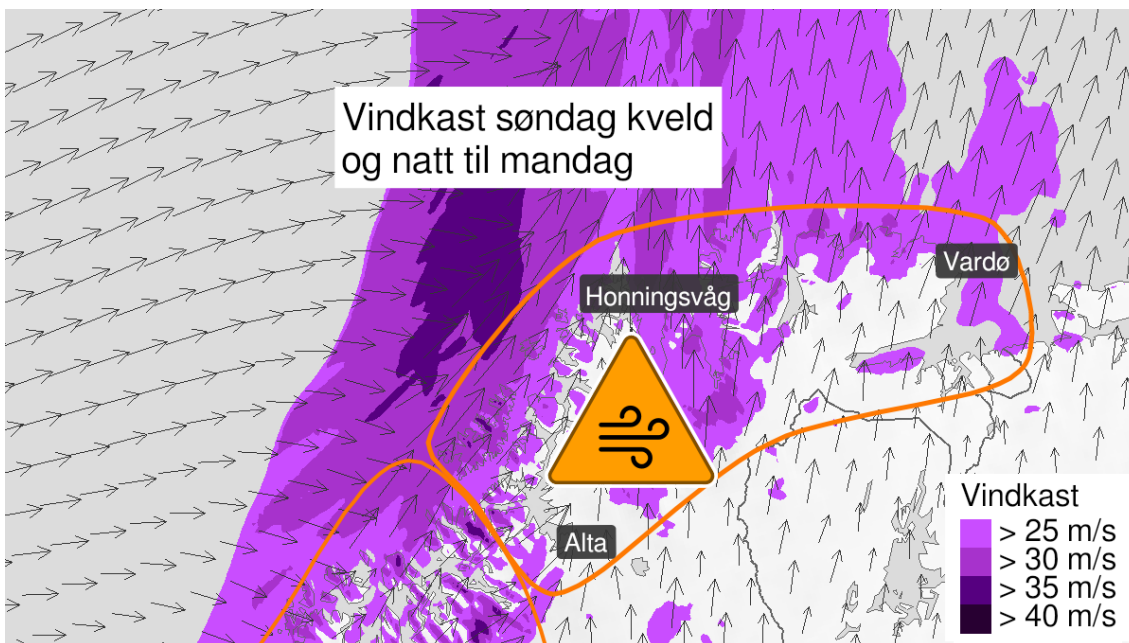 Vindkast søndag kveld
og natt til mandag
Vardø
Honningsvåg
Alta
Vindkast
> 25 m/s
> 30 m/s
> 35 m/s
> 40 m/s